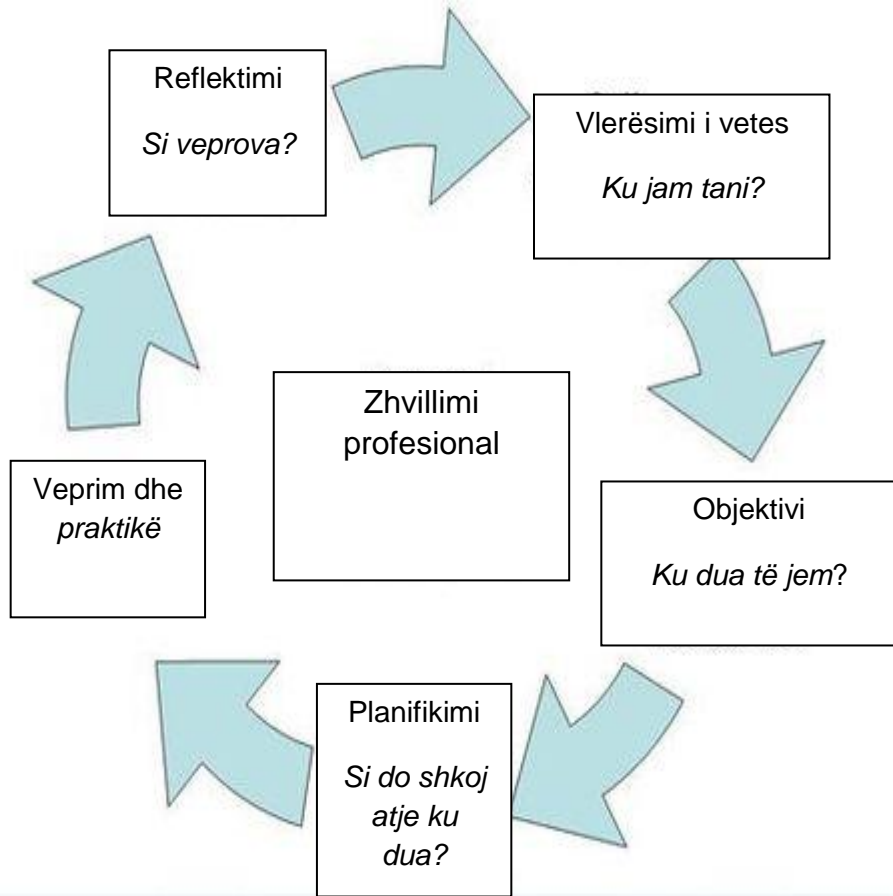 Reflektimi
Si veprova?
Vlerësimi i vetes
Ku jam tani?
Zhvillimi
profesional
Veprim dhe
praktikë
Objektivi
Ku dua të jem?
Planifikimi
Si do shkoj
atje ku
dua?